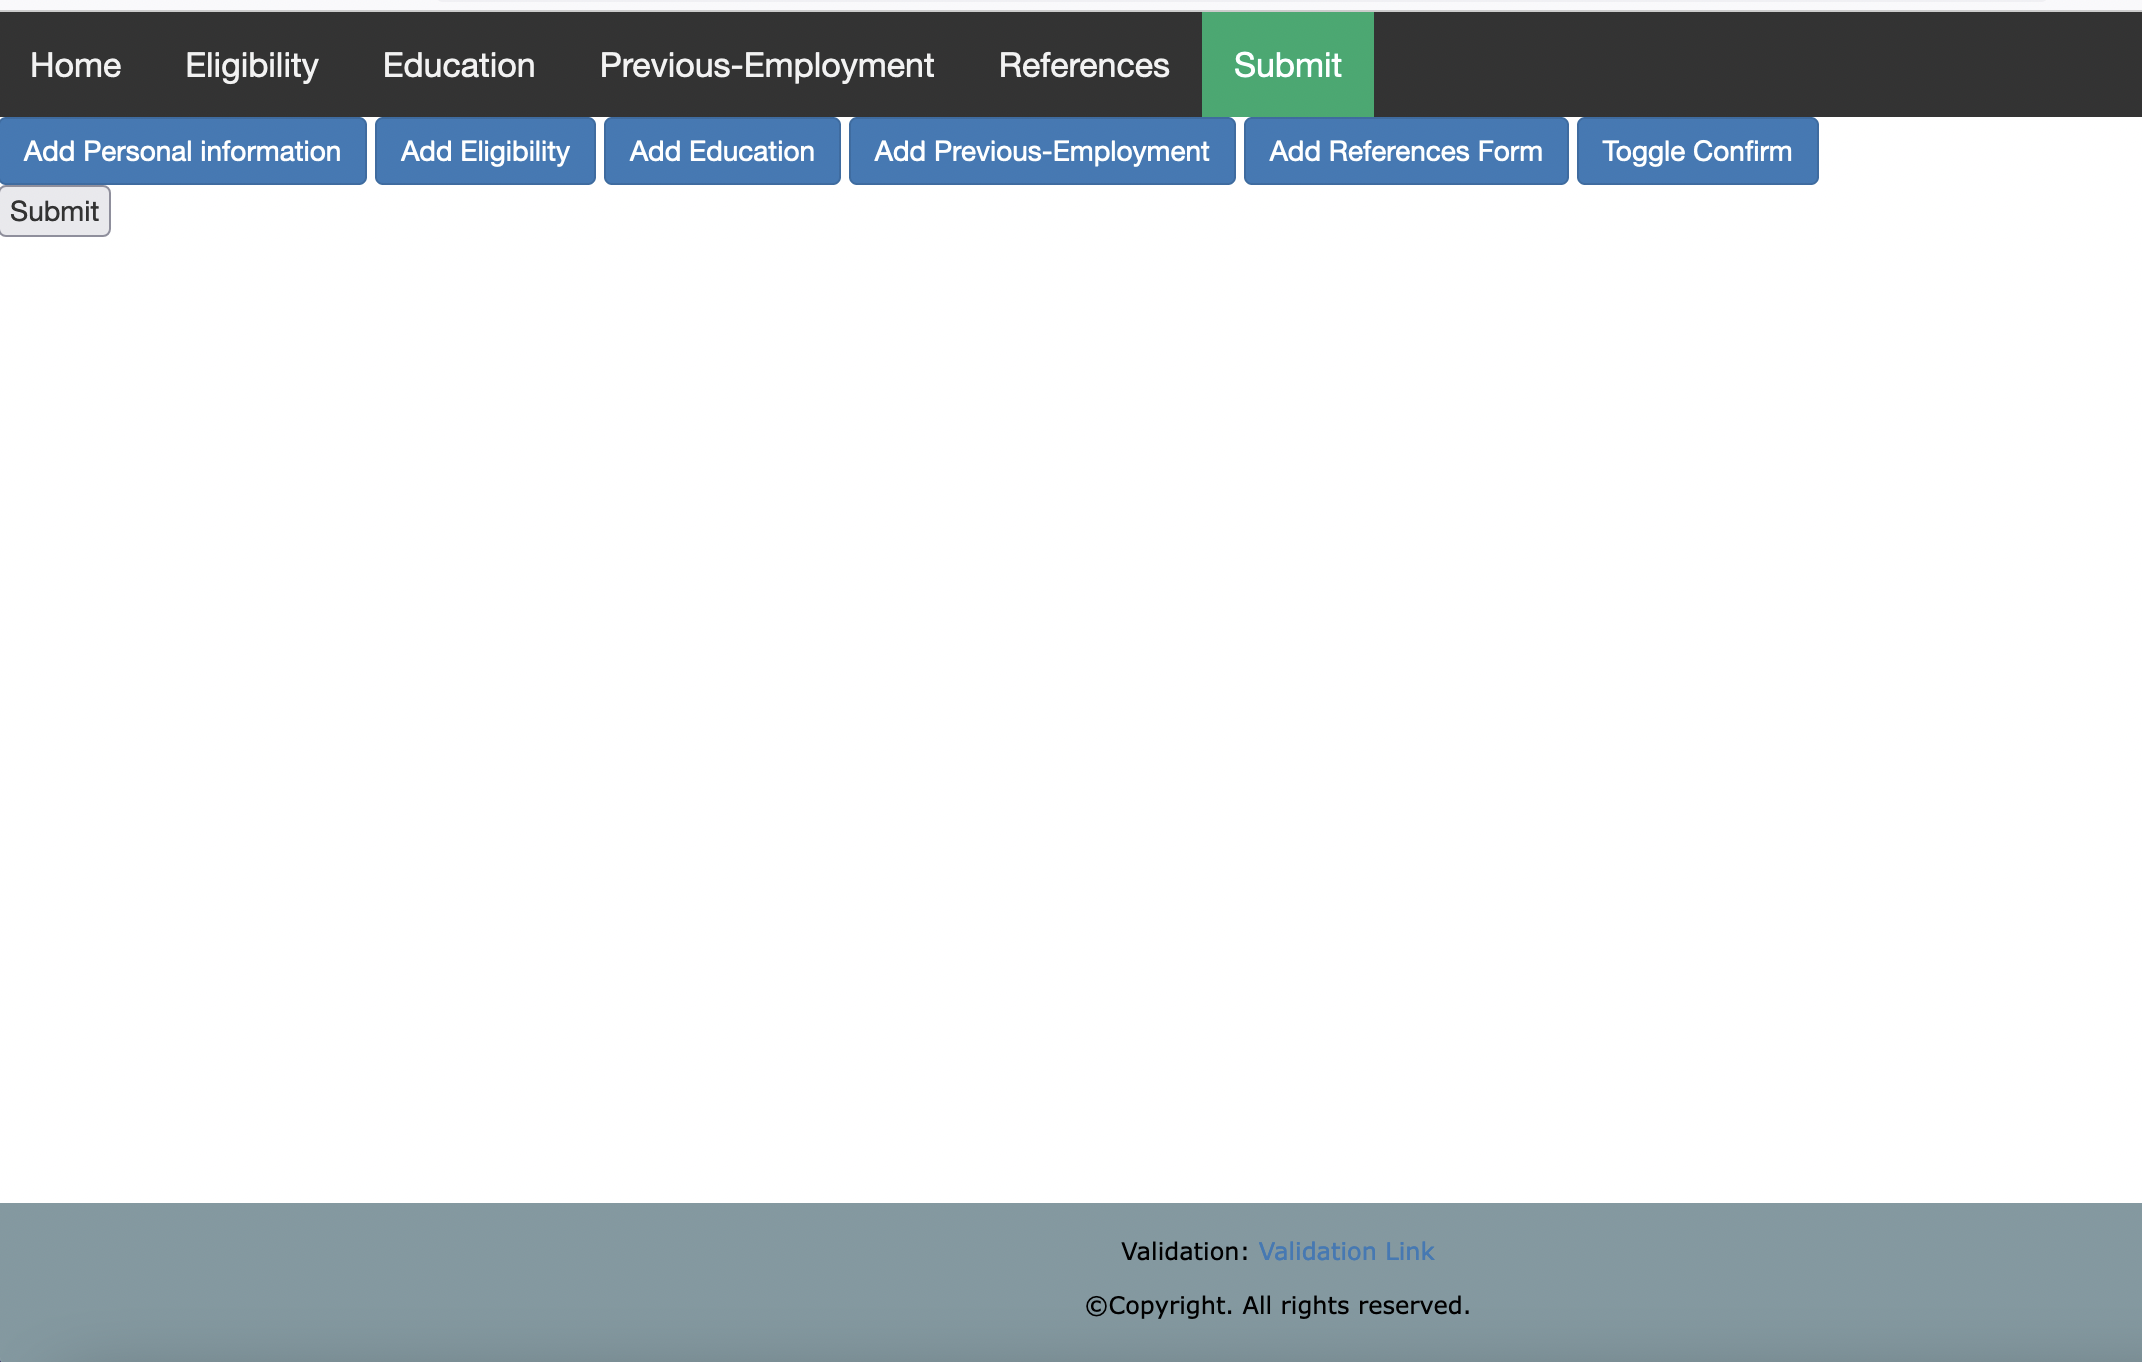 Home Eligibility Education Previous-Employment References Submit
Add Personal information Add Eligibility Add Education Add Previous-Employment Add References Form Toggle Confirm
Submit
Validation: Validation Link
©Copyright. All rights reserved.